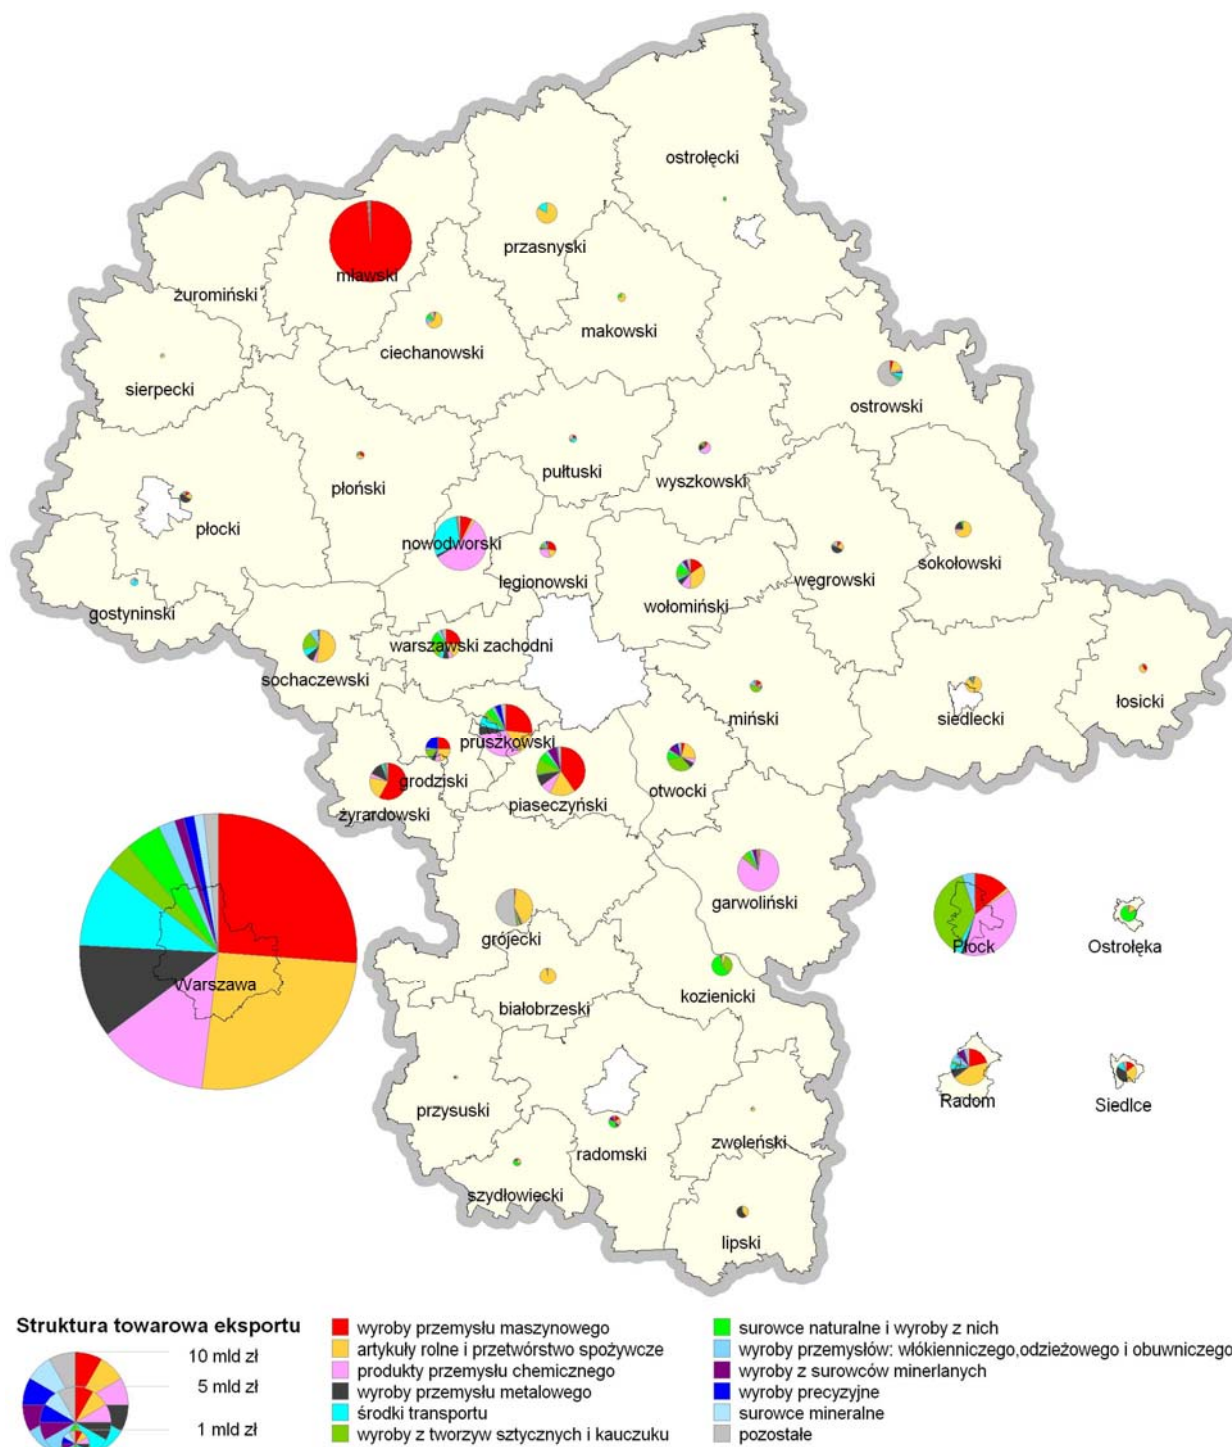 ostrołęcki
przasnyski
mławski
żuromiński
makowski
ciechanowski
sierpecki
ostrowski
pułtuski
wyszkowski
płoński
płocki
nowodworski
legionowski
węgrowski
sokołowski
wołomiński
gostyninski
warszawski zachodni
sochaczewski
łosicki
siedlecki
miński
pruszkowski
grodziski
otwocki
piaseczyński
żyrardowski
garwoliński
grójecki
Płock
Ostrołęka
Warszawa
kozienicki
białobrzeski
Radom
Siedlce
przysuski
zwoleński
radomski
szydłowiecki
lipski
Struktura towarowa eksportu
10 mld zł
5 mld zł
1 mld zł
wyroby przemysłu maszynowego
artykuły rolne i przetwórstwo spożywcze
produkty przemysłu chemicznego
wyroby przemysłu metalowego
środki transportu
wyroby z tworzyw sztycznych i kauczuku
surowce naturalne i wyroby z nich
wyroby przemysłów: włókienniczego,odzieżowego i obuwniczego
wyroby z surowców minerlanych
wyroby precyzyjne
surowce mineralne
pozostałe